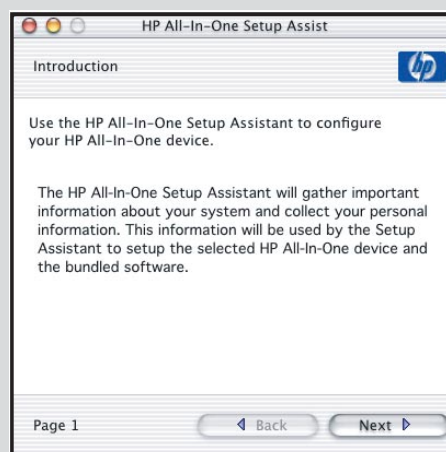 HP All-In-One Setup Assist
Introduction
hp
Use the HP All-In-One Setup Assistant to configure
your HP All-In-One device.
The HP All-In-One Setup Assistant will gather important
information about your system and collect your personal
information. This information will be used by the Setup
Assistant to setup the selected HP All-In-One device and
the bundled software.
Page 1
Back
Next